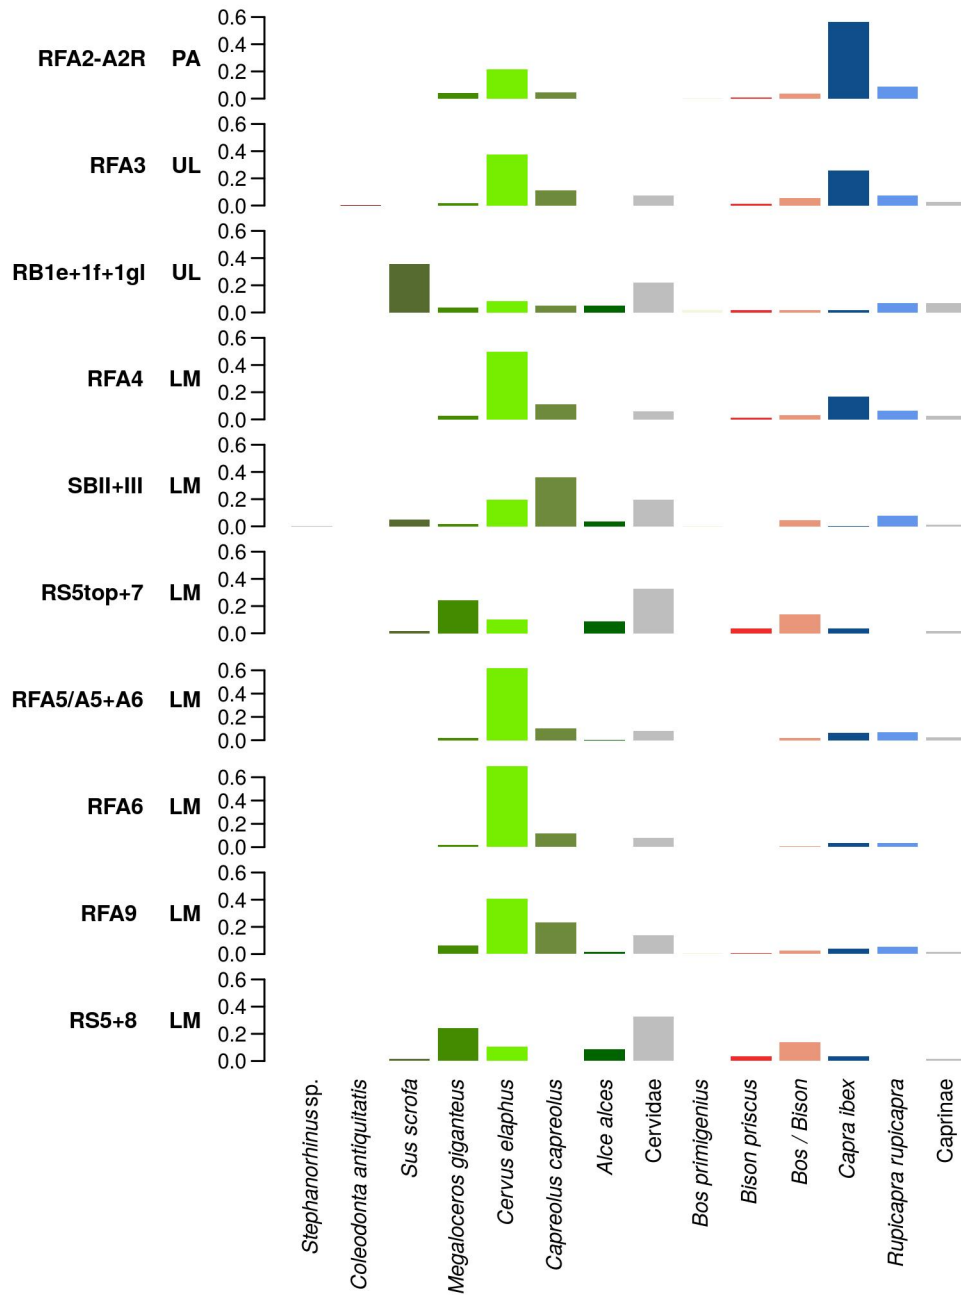 0.6
0.4
RFA2-A2R PA
0.2
0.0
0.6
0.4
RFA3 UL
0.2
0.0
0.6
0.4
RB1e+1f+1gI UL
0.2
0.0
0.6
0.4
RFA4 LM
0.2
0.0
0.6
0.4
SBII+III LM
0.2
0.0
0.6
0.4
RS5top+7 LM
0.2
0.0
0.6
0.4
RFA5/A5+A6 LM
0.2
0.0
0.6
0.4
RFA6 LM
0.2
0.0
0.6
0.4
RFA9 LM
0.2
0.0
0.6
0.4
RS5+8 LM
0.2
0.0
Stephanorhinus sp.
Coleodonta antiquitatis
Sus scrofa
Megaloceros giganteus
Cervus elaphus
Capreolus capreolus
Alce alces
Cervidae
Bos primigenius
Bison priscus
Bos / Bison
Capra ibex
Rupicapra rupicapra
Caprinae